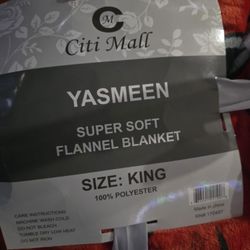 CM
Citi Mall
YASMEEN
SUPER SOFT
FLANNEL BLANKET
SIZE: KING
100% POLYESTER
CARE INSTRUCTIONS
MACHINE WASH COLD
DO NOT BLEACH
TUMBLE DRY LOW HEAT
DO NOT IRON
Made in china